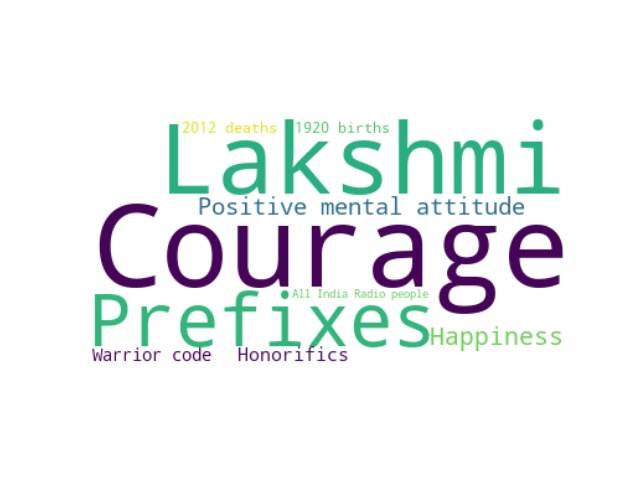 2012 deaths
1920 births
Lakshmi
Positive mental attitude
Courage
All India Radio people
Prefixes
Happiness
Warrior code
Honorifics